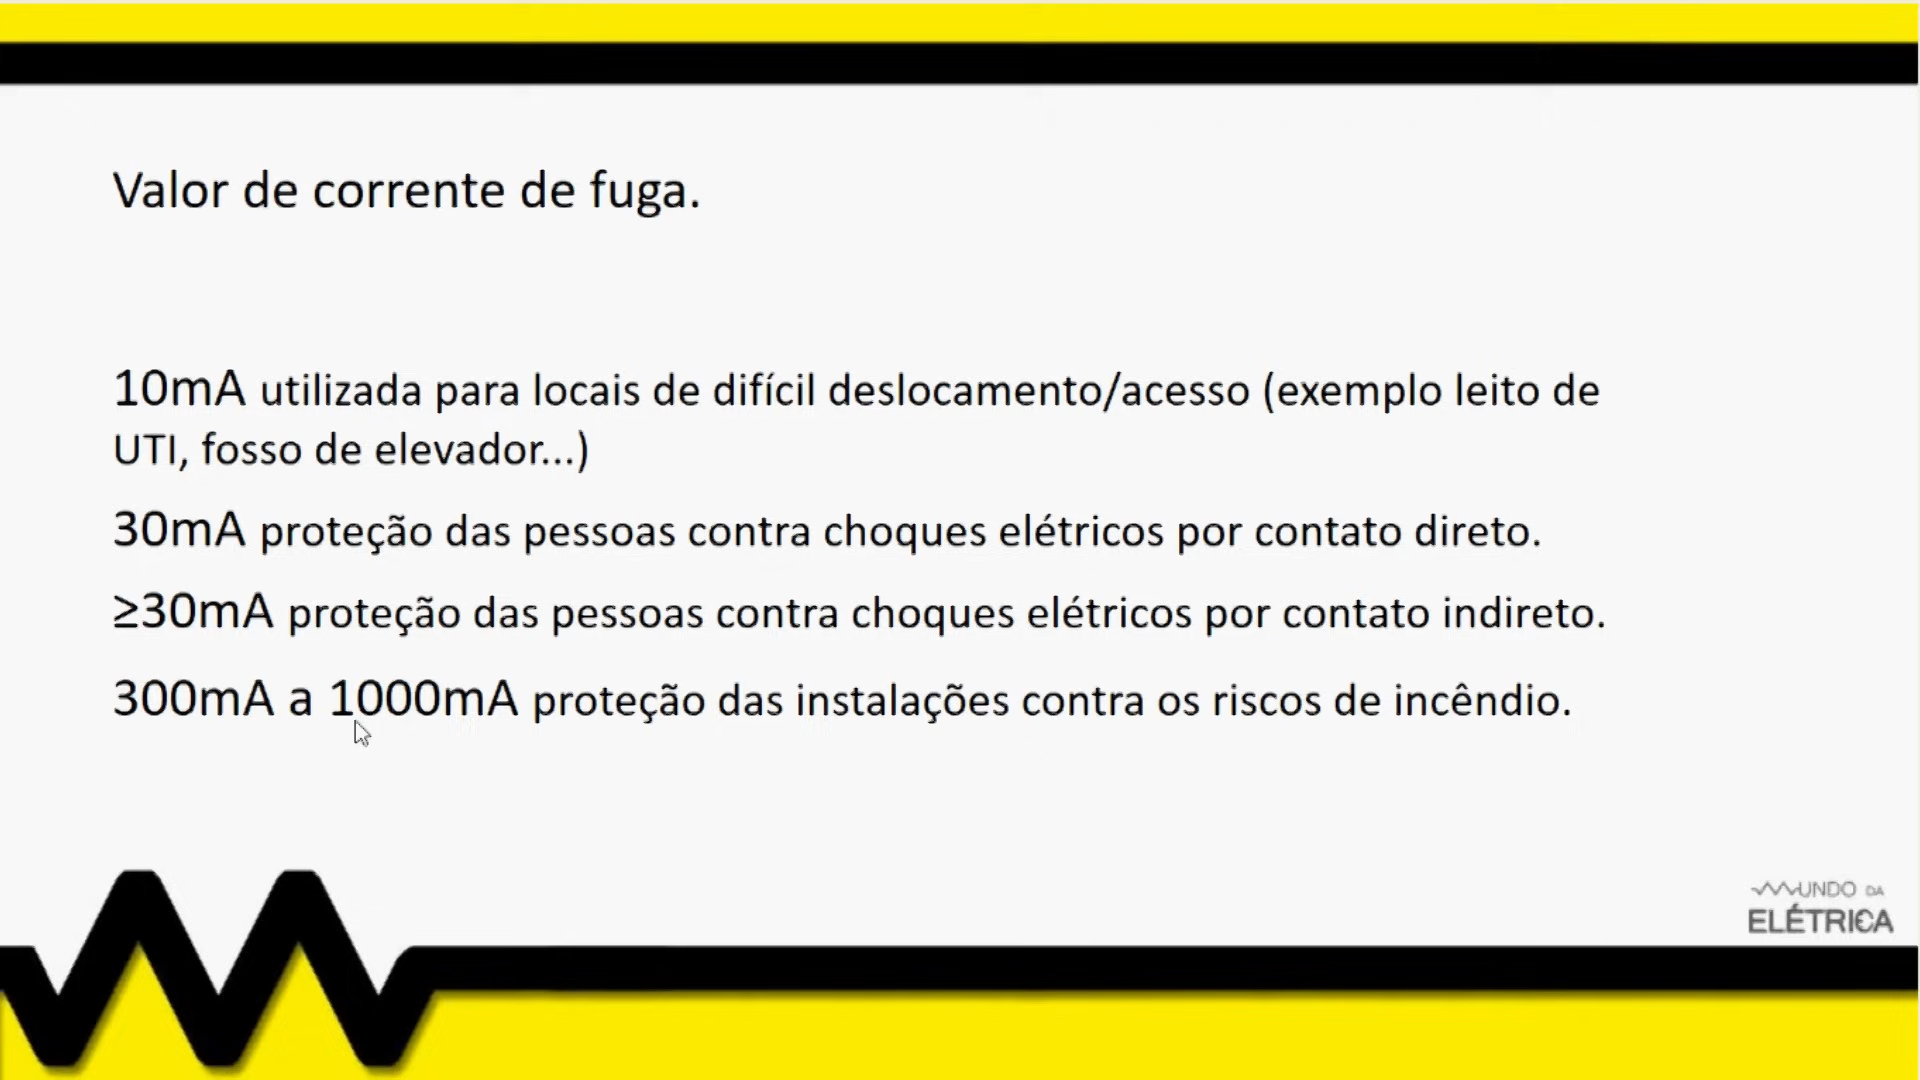 Valor de corrente de fuga.
10mA utilizada para locais de difícil deslocamento/acesso (exemplo leito de
UTI, fosso de elevador...)
30mA proteção das pessoas contra choques elétricos por contato direto.
≥30mA proteção das pessoas contra choques elétricos por contato indireto.
300mA a 1000mA proteção das instalações contra os riscos de incêndio.
MUNDO DA
ELÉTRICA